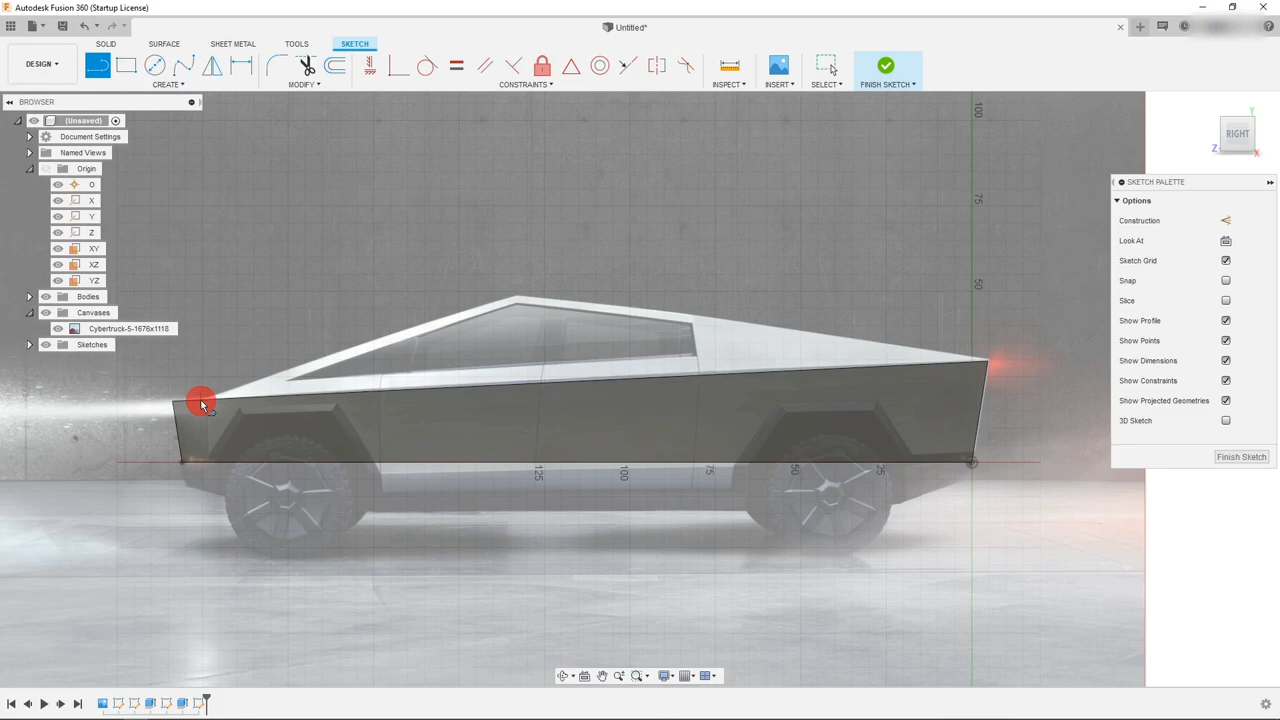 Autodesk Fusion 360 (Startup License)
Untitled*
DESIGN
SOLID
SURFACE
SHEET METAL
TOOLS
SKETCH
CREATE
MODIFY
CONSTRAINTS
INSPECT
INSERT
SELECT
FINISH SKETCH
BROWSER
(Unsaved)
Document Settings
Named Views
Origin
O
X
Y
Z
XY
XZ
YZ
Bodies
Canvases
Cybertruck-5-1676x1118
Sketches
100
75
50
125
100
75
50
25
Y
RIGHT
Z
X
SKETCH PALETTE
Options
Construction
Look At
Sketch Grid
Snap
Slice
Show Profile
Show Points
Show Dimensions
Show Constraints
Show Projected Geometries
3D Sketch
Finish Sketch